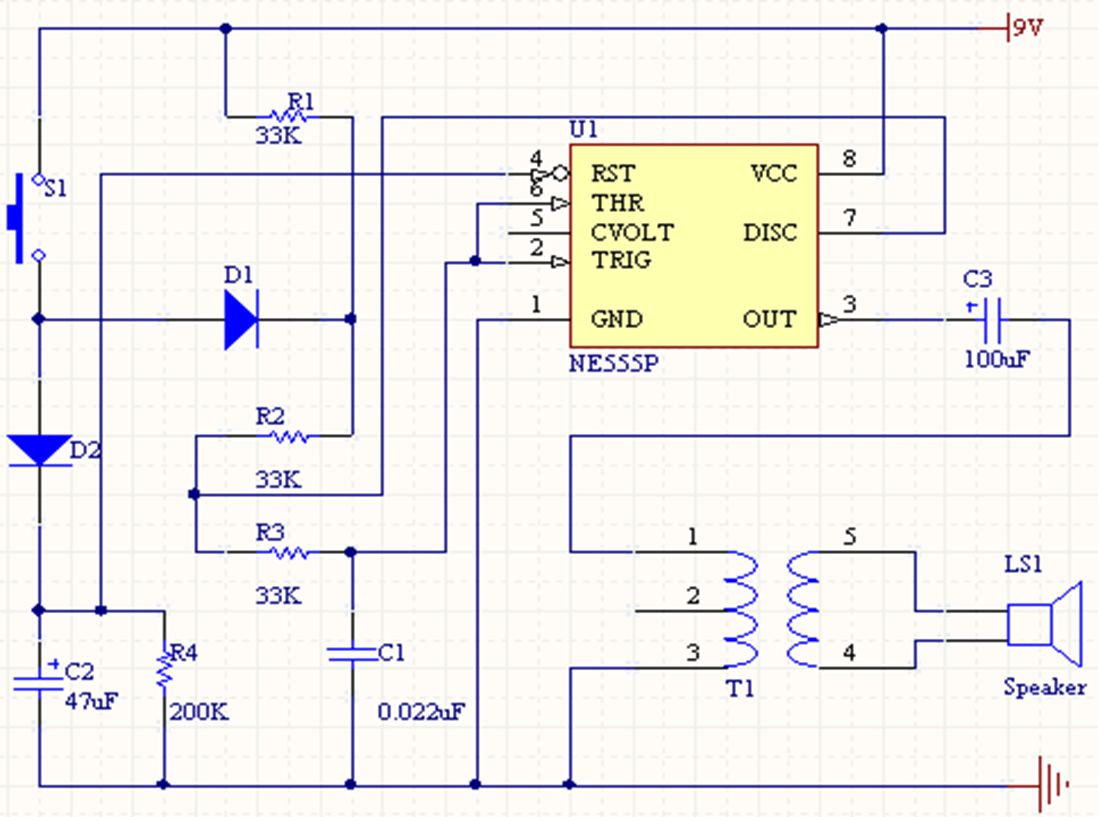 9V
R1
33K
U1
4
RST
VCC
8
S1
6
THR
5
CVOLT
DISC
7
2
TRIG
D1
C3
+
1
GND
OUT
3
NE555P
100uF
R2
D2
33K
R3
1
5
LS1
33K
2
R4
C1
3
4
+
C2
47uF
T1
Speaker
200K
0.022uF